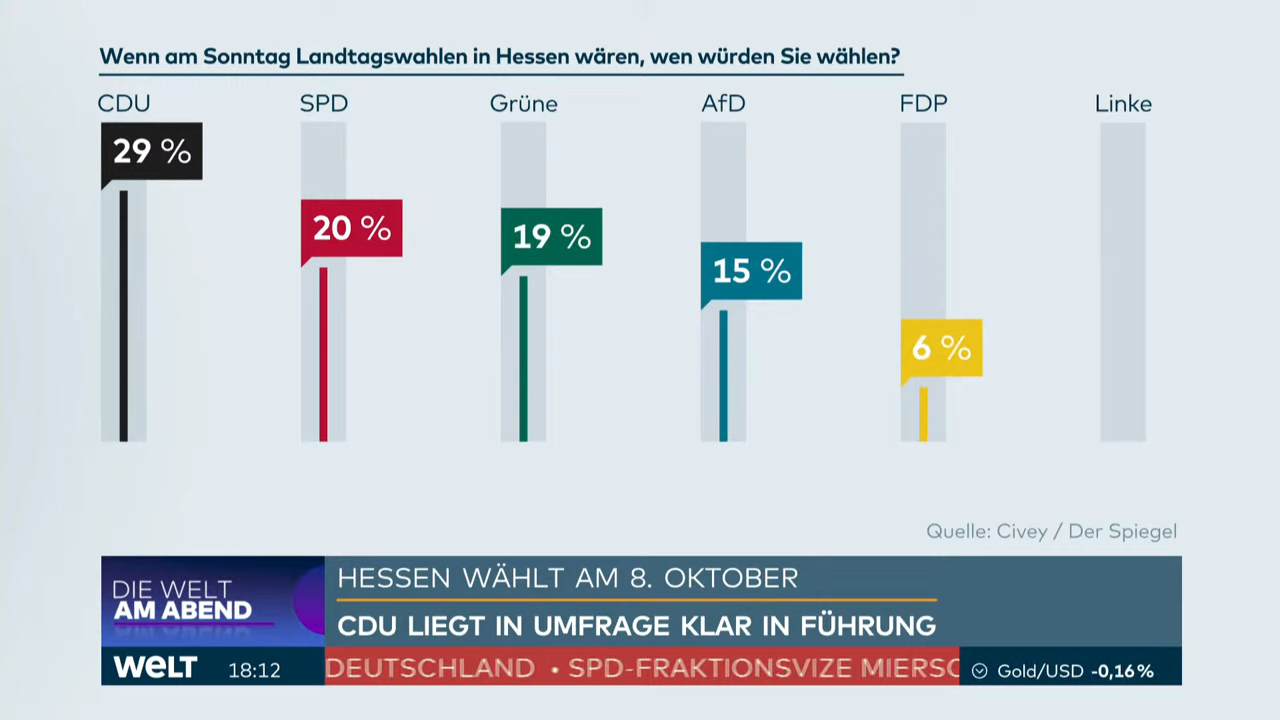 Wenn am Sonntag Landtagswahlen in Hessen wären, wen würden Sie wählen?
CDU SPD Grüne AfD FDP Linke
29 %
20 %
19 %
15 %
6 %
Quelle: Civey / Der Spiegel
DIE WELT
AM ABEND
HESSEN WÄHLT AM 8. OKTOBER
CDU LIEGT IN UMFRAGE KLAR IN FÜHRUNG
WELT 18:12 DEUTSCHLAND • SPD-FRAKTIONSVIZE MIERSC Gold/USD -0,16%